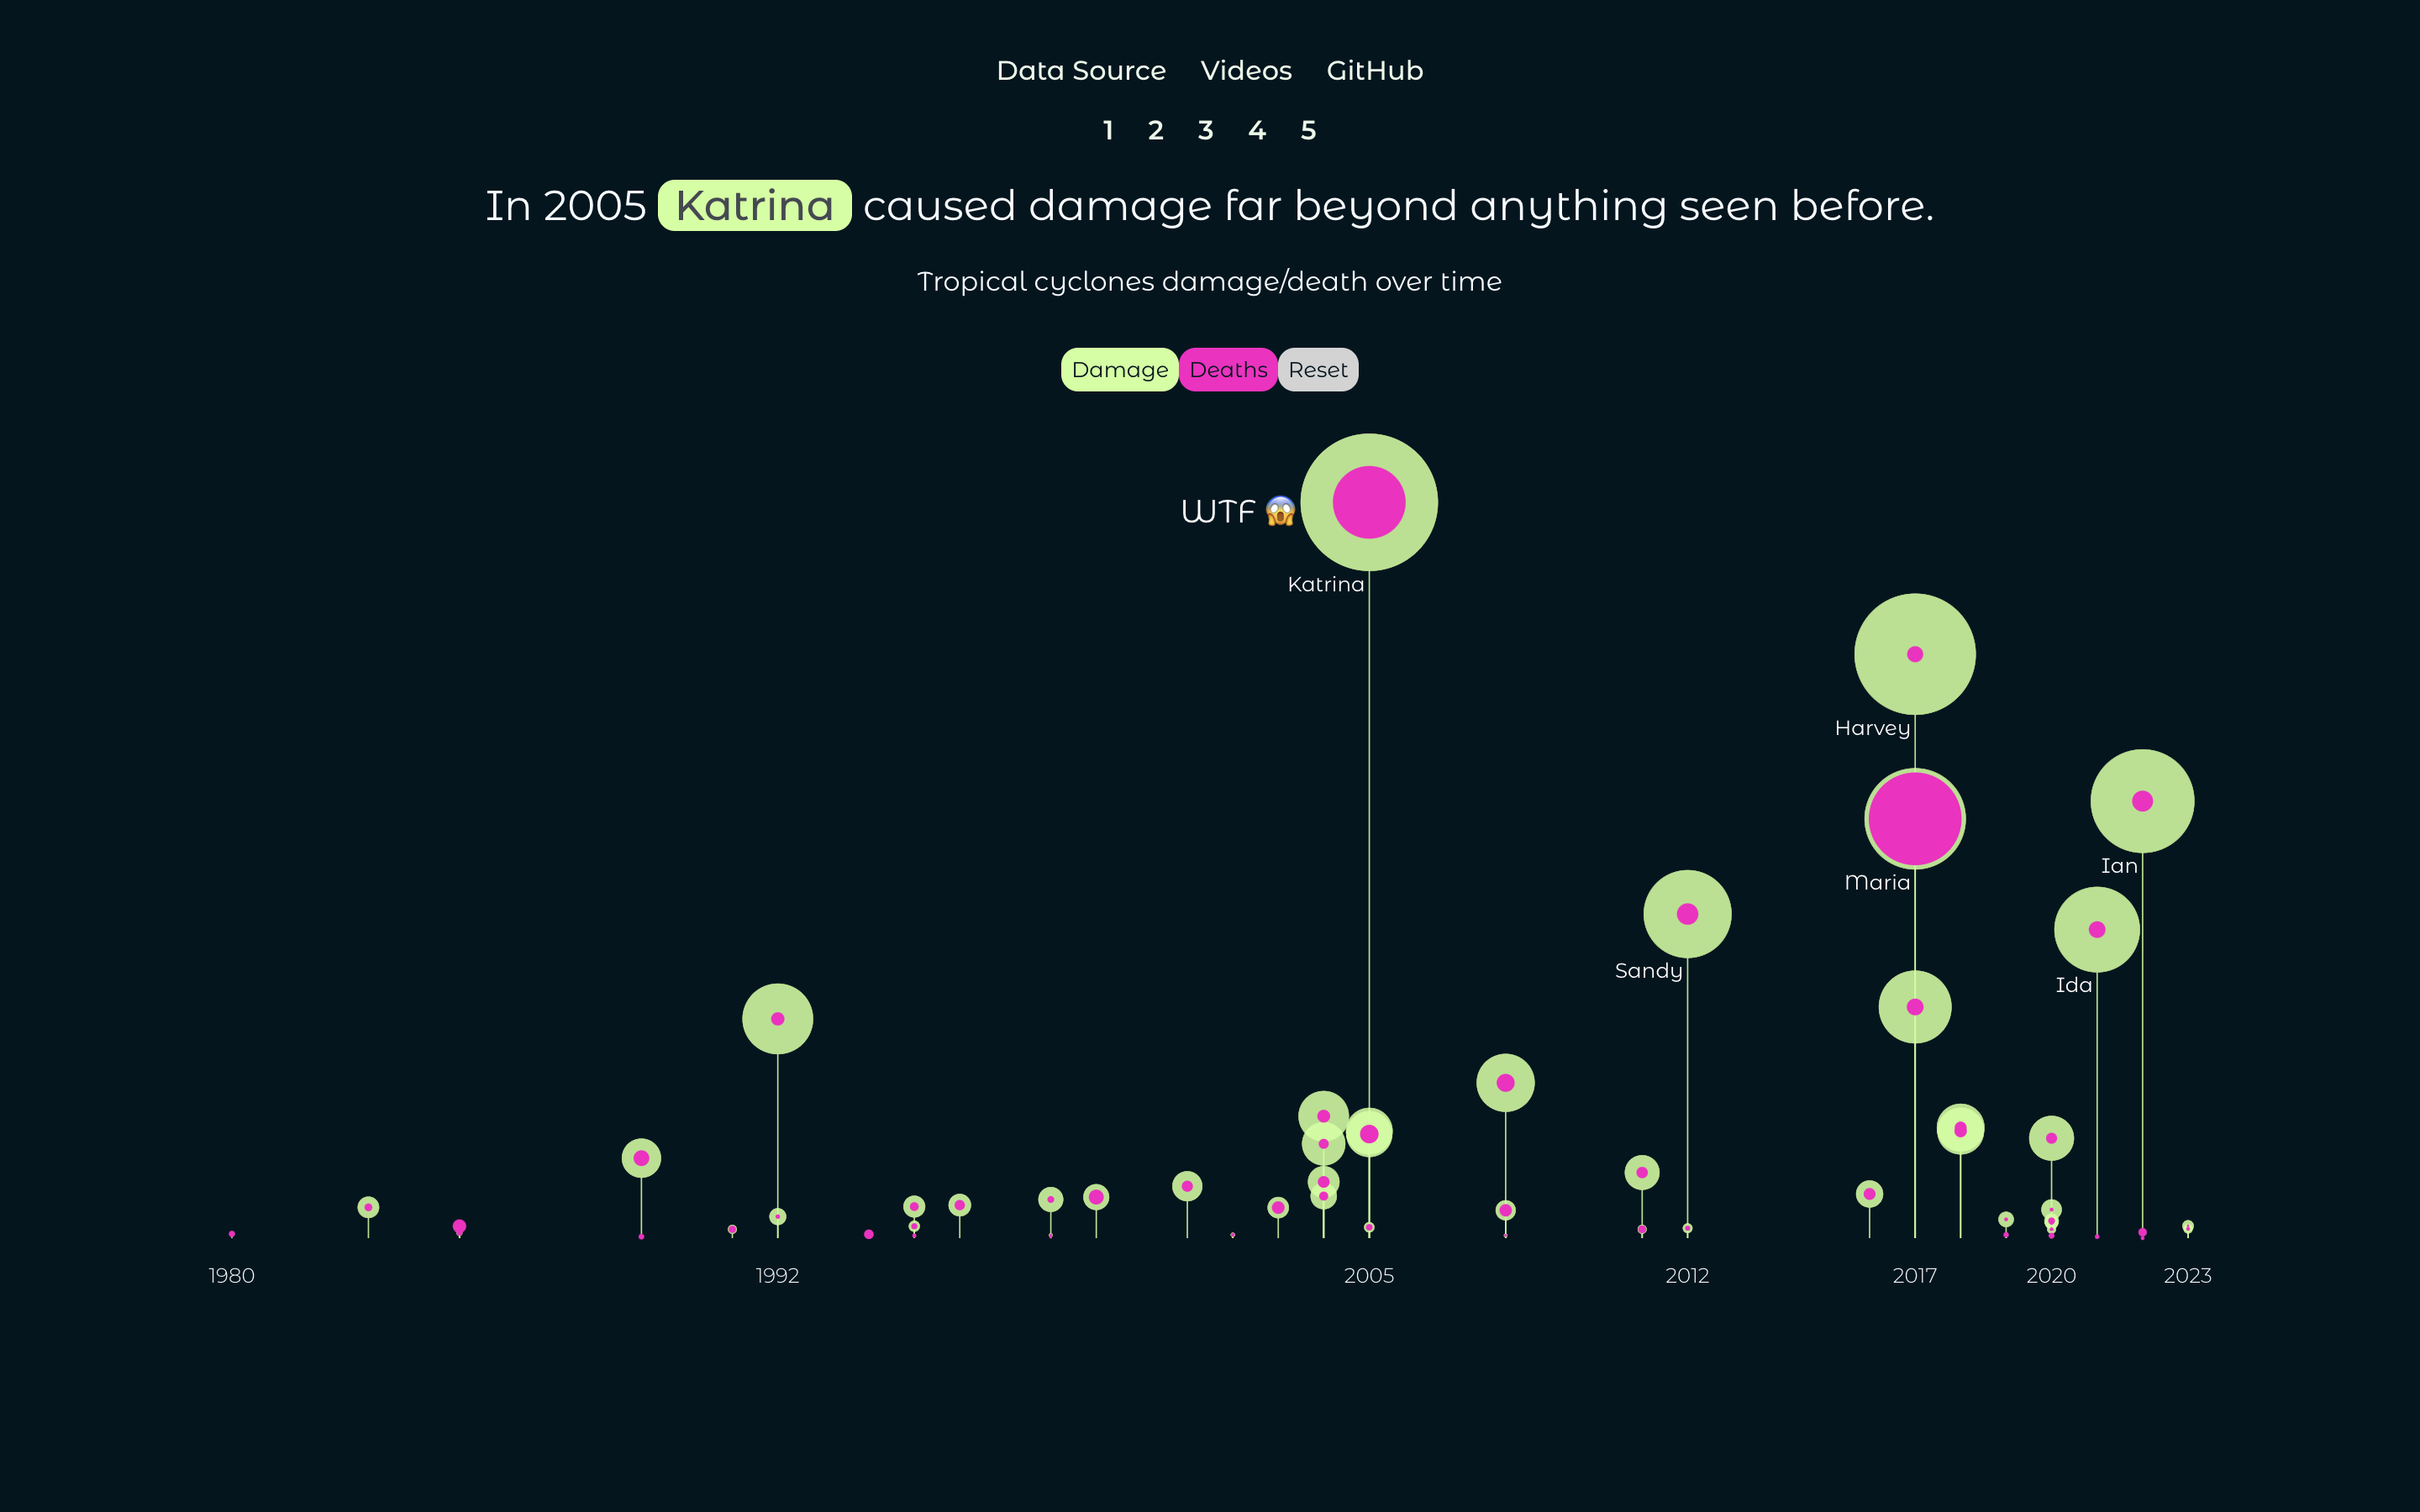 Data Source Videos GitHub
1 2 3 4 5
In 2005 Katrina caused damage far beyond anything seen before.
Tropical cyclones damage/death over time
Damage Deaths Reset
WTF 😱
Katrina
Harvey
Ian
Maria
Sandy
Ida
1980 1992 2005 2012 2017 2020 2023